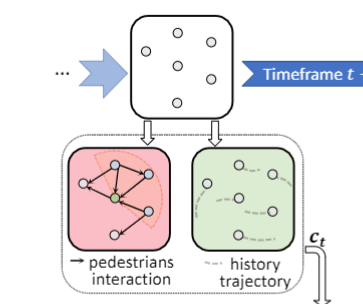 ...
Timeframe t -
c_t
→ pedestrians interaction
--- history trajectory